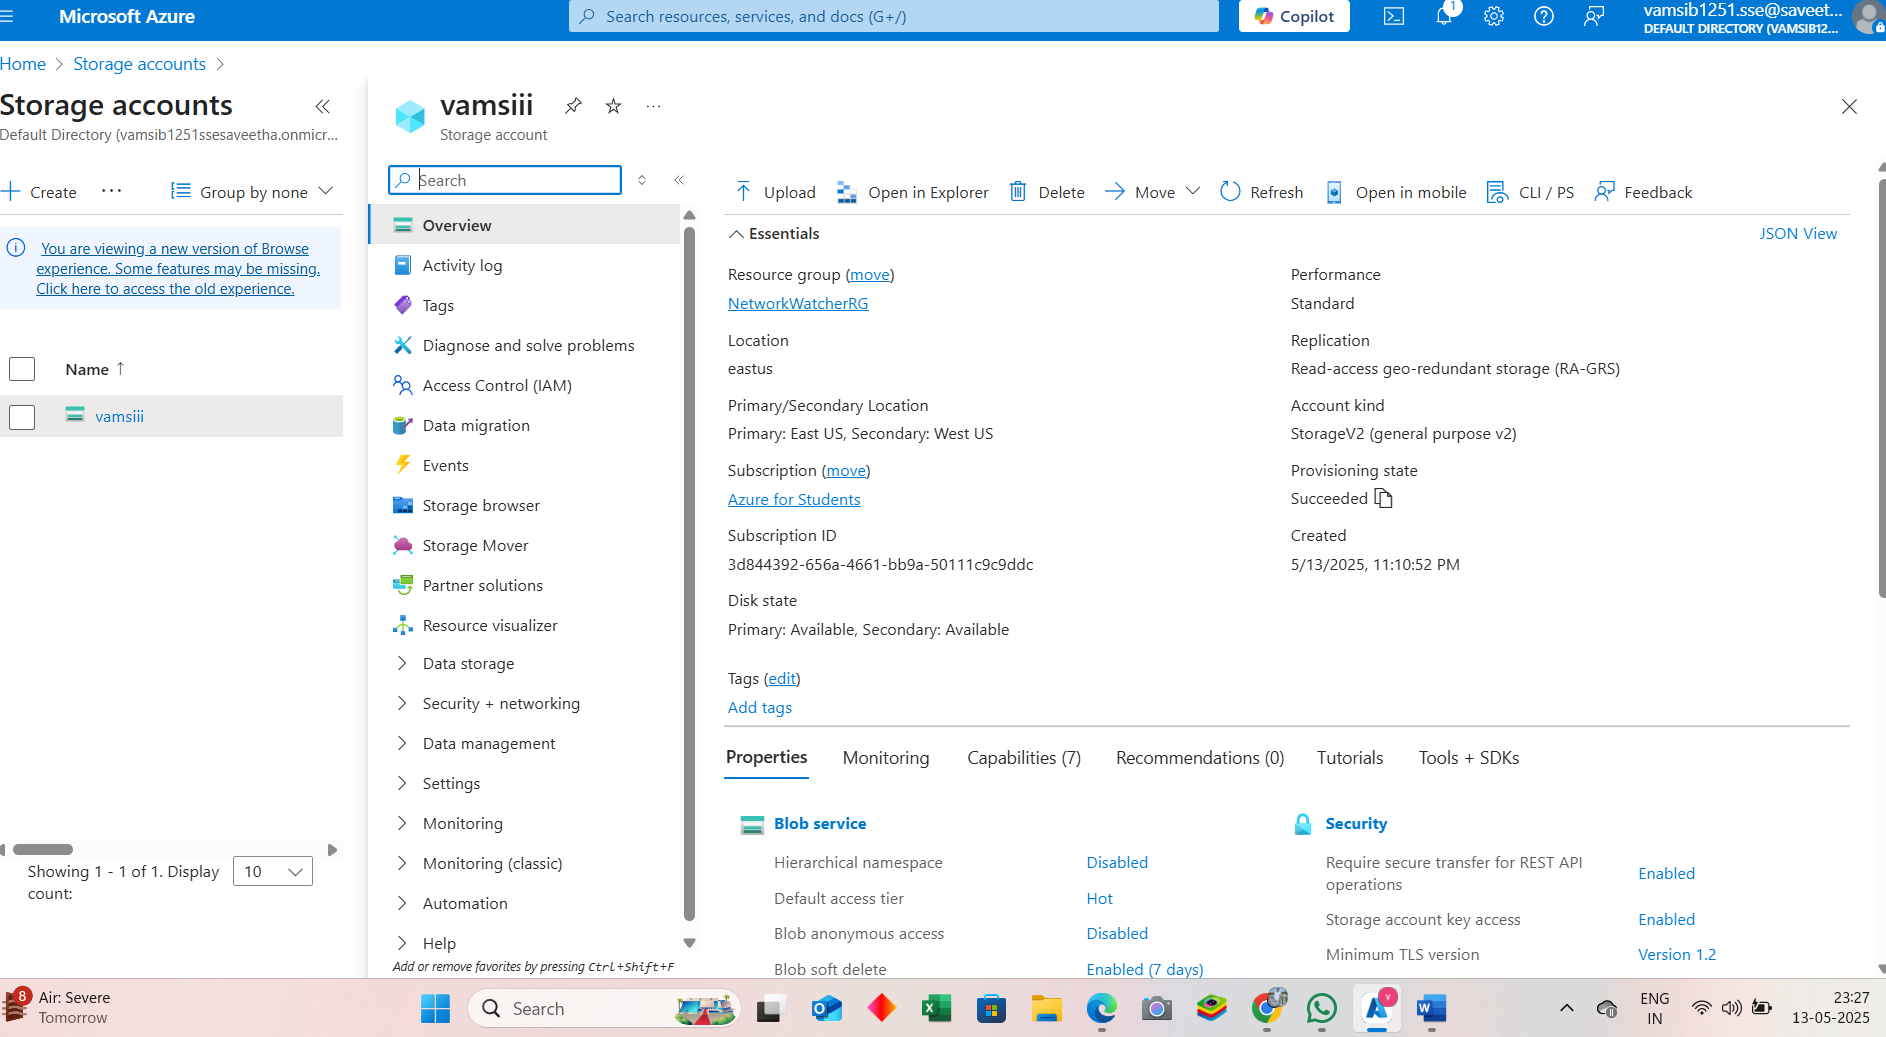 Microsoft Azure
Search resources, services, and docs (G+/)
Copilot
1
vamsib1251.sse@saveet...
DEFAULT DIRECTORY (VAMSIB12...
Home > Storage accounts >
Storage accounts
Default Directory (vamsib1251ssesaveetha.onmicr...
Create
Group by none
You are viewing a new version of Browse
experience. Some features may be missing.
Click here to access the old experience.
Name ↑
vamsiii
Showing 1 - 1 of 1. Display
count:
10
vamsiii
Storage account
Search
Overview
Activity log
Tags
Diagnose and solve problems
Access Control (IAM)
Data migration
Events
Storage browser
Storage Mover
Partner solutions
Resource visualizer
Data storage
Security + networking
Data management
Settings
Monitoring
Monitoring (classic)
Automation
Help
Add or remove favorites by pressing Ctrl+Shift+F
Upload
Open in Explorer
Delete
Move
Refresh
Open in mobile
CLI / PS
Feedback
Essentials
JSON View
Resource group (move)
NetworkWatcherRG
Location
eastus
Primary/Secondary Location
Primary: East US, Secondary: West US
Subscription (move)
Azure for Students
Subscription ID
3d844392-656a-4661-bb9a-50111c9c9ddc
Disk state
Primary: Available, Secondary: Available
Tags (edit)
Add tags
Performance
Standard
Replication
Read-access geo-redundant storage (RA-GRS)
Account kind
StorageV2 (general purpose v2)
Provisioning state
Succeeded
Created
5/13/2025, 11:10:52 PM
Properties
Monitoring
Capabilities (7)
Recommendations (0)
Tutorials
Tools + SDKs
Blob service
Hierarchical namespace Disabled
Default access tier Hot
Blob anonymous access Disabled
Blob soft delete Enabled (7 days)
Security
Require secure transfer for REST API
operations
Enabled
Storage account key access Enabled
Minimum TLS version Version 1.2
8
Air: Severe
Tomorrow
Search
v
ENG
IN
23:27
13-05-2025